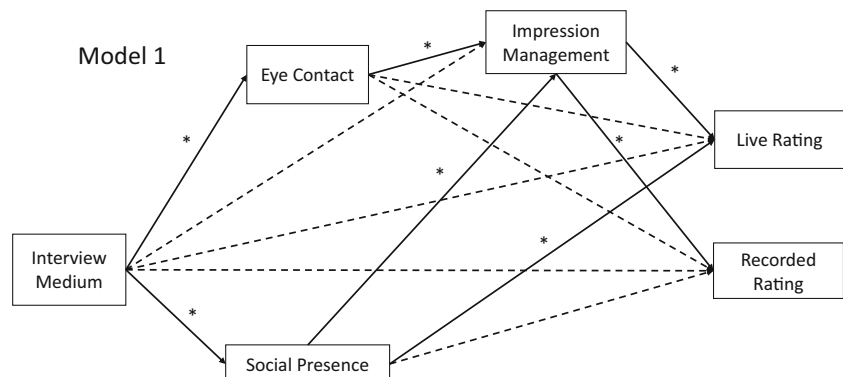 Model 1
Eye Contact
*
Impression
Management
*
*
Live Rating
*
*
*
Interview
Medium
Recorded
Rating
*
Social Presence